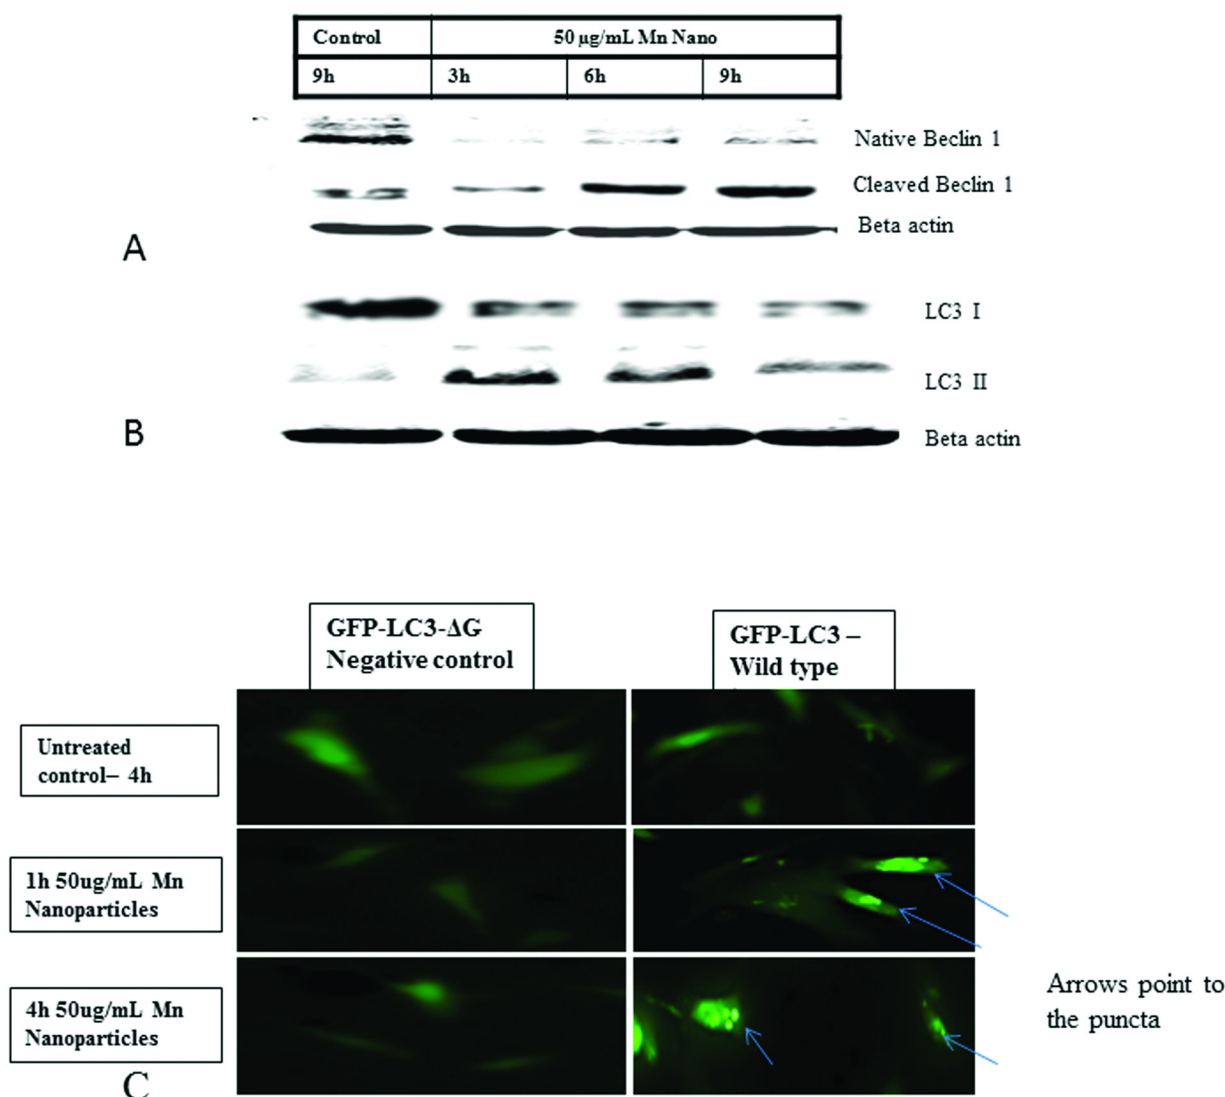 Control 50 µg/mL Mn Nano
9h 3h 6h 9h
Native Beclin 1
Cleaved Beclin 1
Beta actin
A
LC3 I
LC3 II
Beta actin
B
GFP-LC3-ΔG
Negative control
GFP-LC3 –
Wild type
Untreated
control– 4h
1h 50ug/mL Mn
Nanoparticles
4h 50ug/mL Mn
Nanoparticles
Arrows point to
the puncta
C